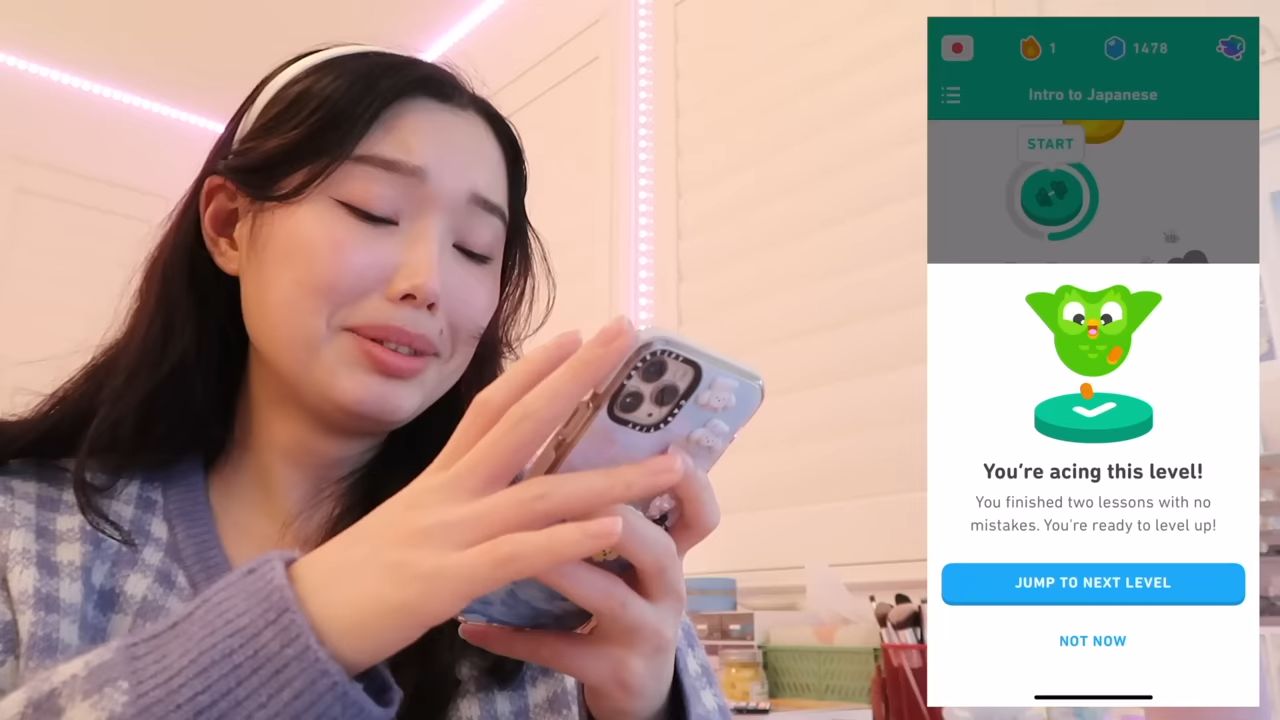 1
1478
Intro to Japanese
START
You're acing this level!
You finished two lessons with no
mistakes. You're ready to level up!
JUMP TO NEXT LEVEL
NOT NOW